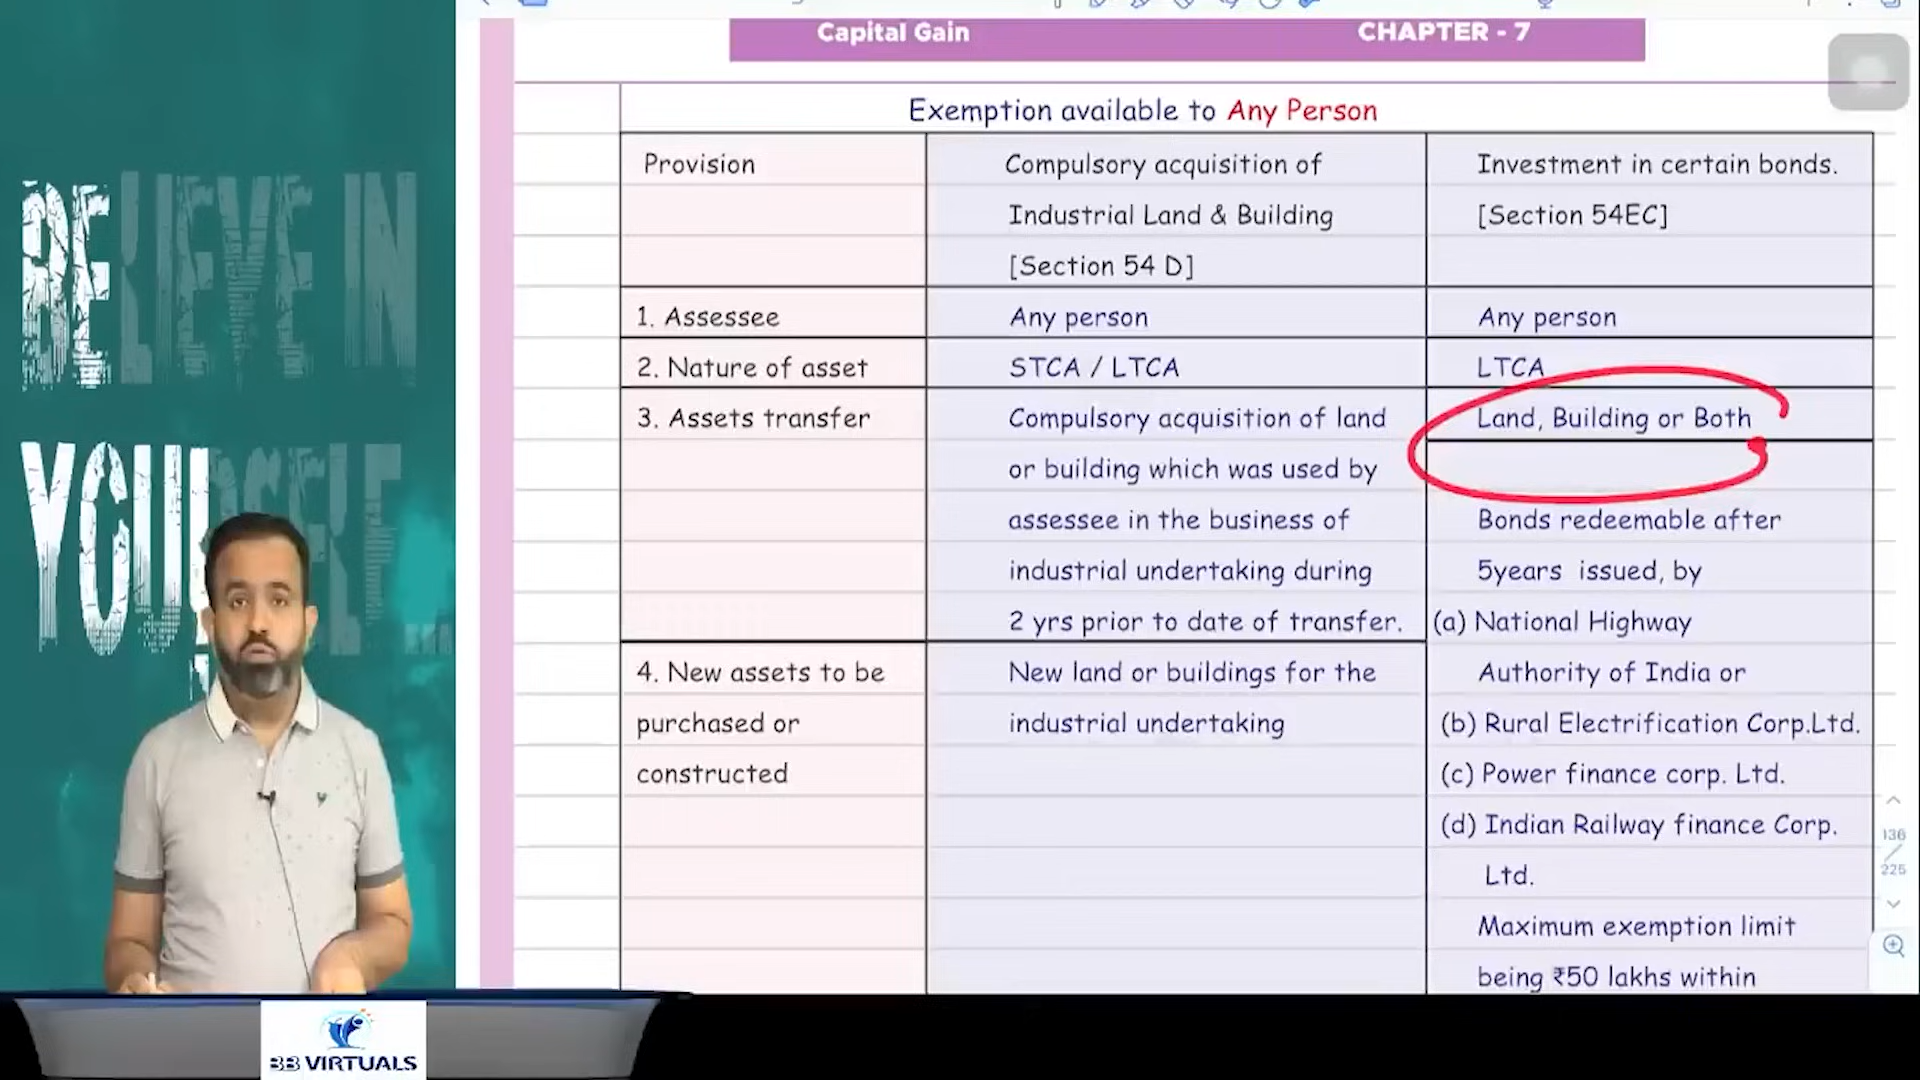 BELIEVE IN
Capital Gain CHAPTER - 7
Exemption available to Any Person
Provision
Compulsory acquisition of
Industrial Land & Building
[Section 54 D]
Investment in certain bonds.
[Section 54EC]
1. Assessee
Any person
Any person
2. Nature of asset
STCA / LTCA
LTCA
3. Assets transfer
Compulsory acquisition of land
or building which was used by
assessee in the business of
industrial undertaking during
2 yrs prior to date of transfer.
Land, Building or Both
4. New assets to be
purchased or
constructed
New land or buildings for the
industrial undertaking
Bonds redeemable after
5years issued, by
(a) National Highway
Authority of India or
(b) Rural Electrification Corp.Ltd.
(c) Power finance corp. Ltd.
(d) Indian Railway finance Corp.
Ltd.
Maximum exemption limit
being ₹50 lakhs within
136
225
BB VIRTUALS